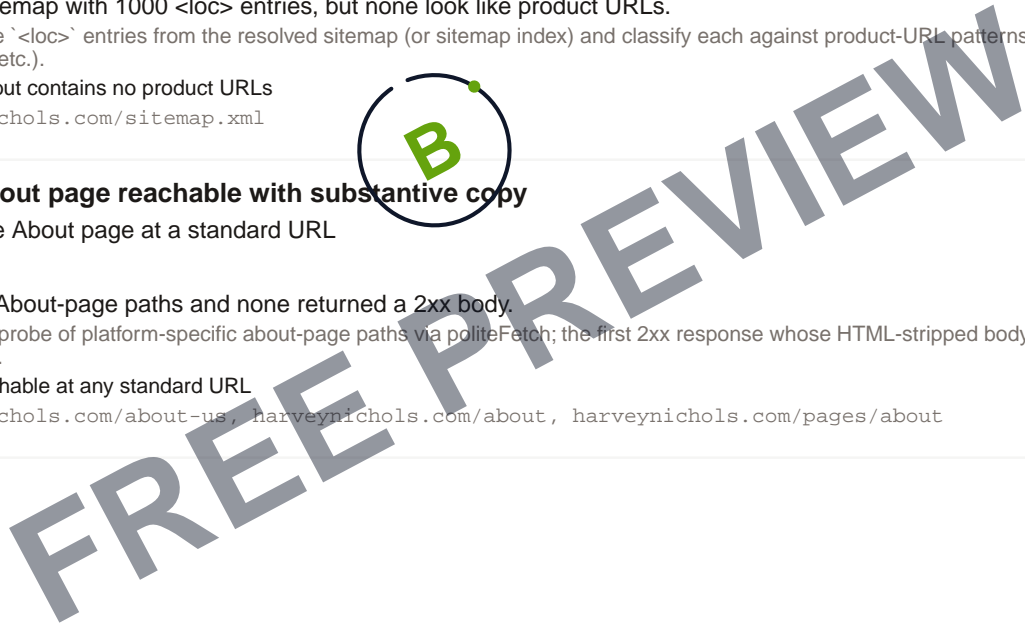 emap with 1000 <loc> entries, but none look like product URLs.
e `<loc>` entries from the resolved sitemap (or sitemap index) and classify each against product-URL patterns
etc.).
out contains no product URLs
chols.com/sitemap.xml
B
out page reachable with substantive copy
e About page at a standard URL
About-page paths and none returned a 2xx body.
probe of platform-specific about-page paths via politeFetch; the first 2xx response whose HTML-stripped body
.
hable at any standard URL
chols.com/about-us, harveynichols.com/about, harveynichols.com/pages/about
FREE PREVIEW